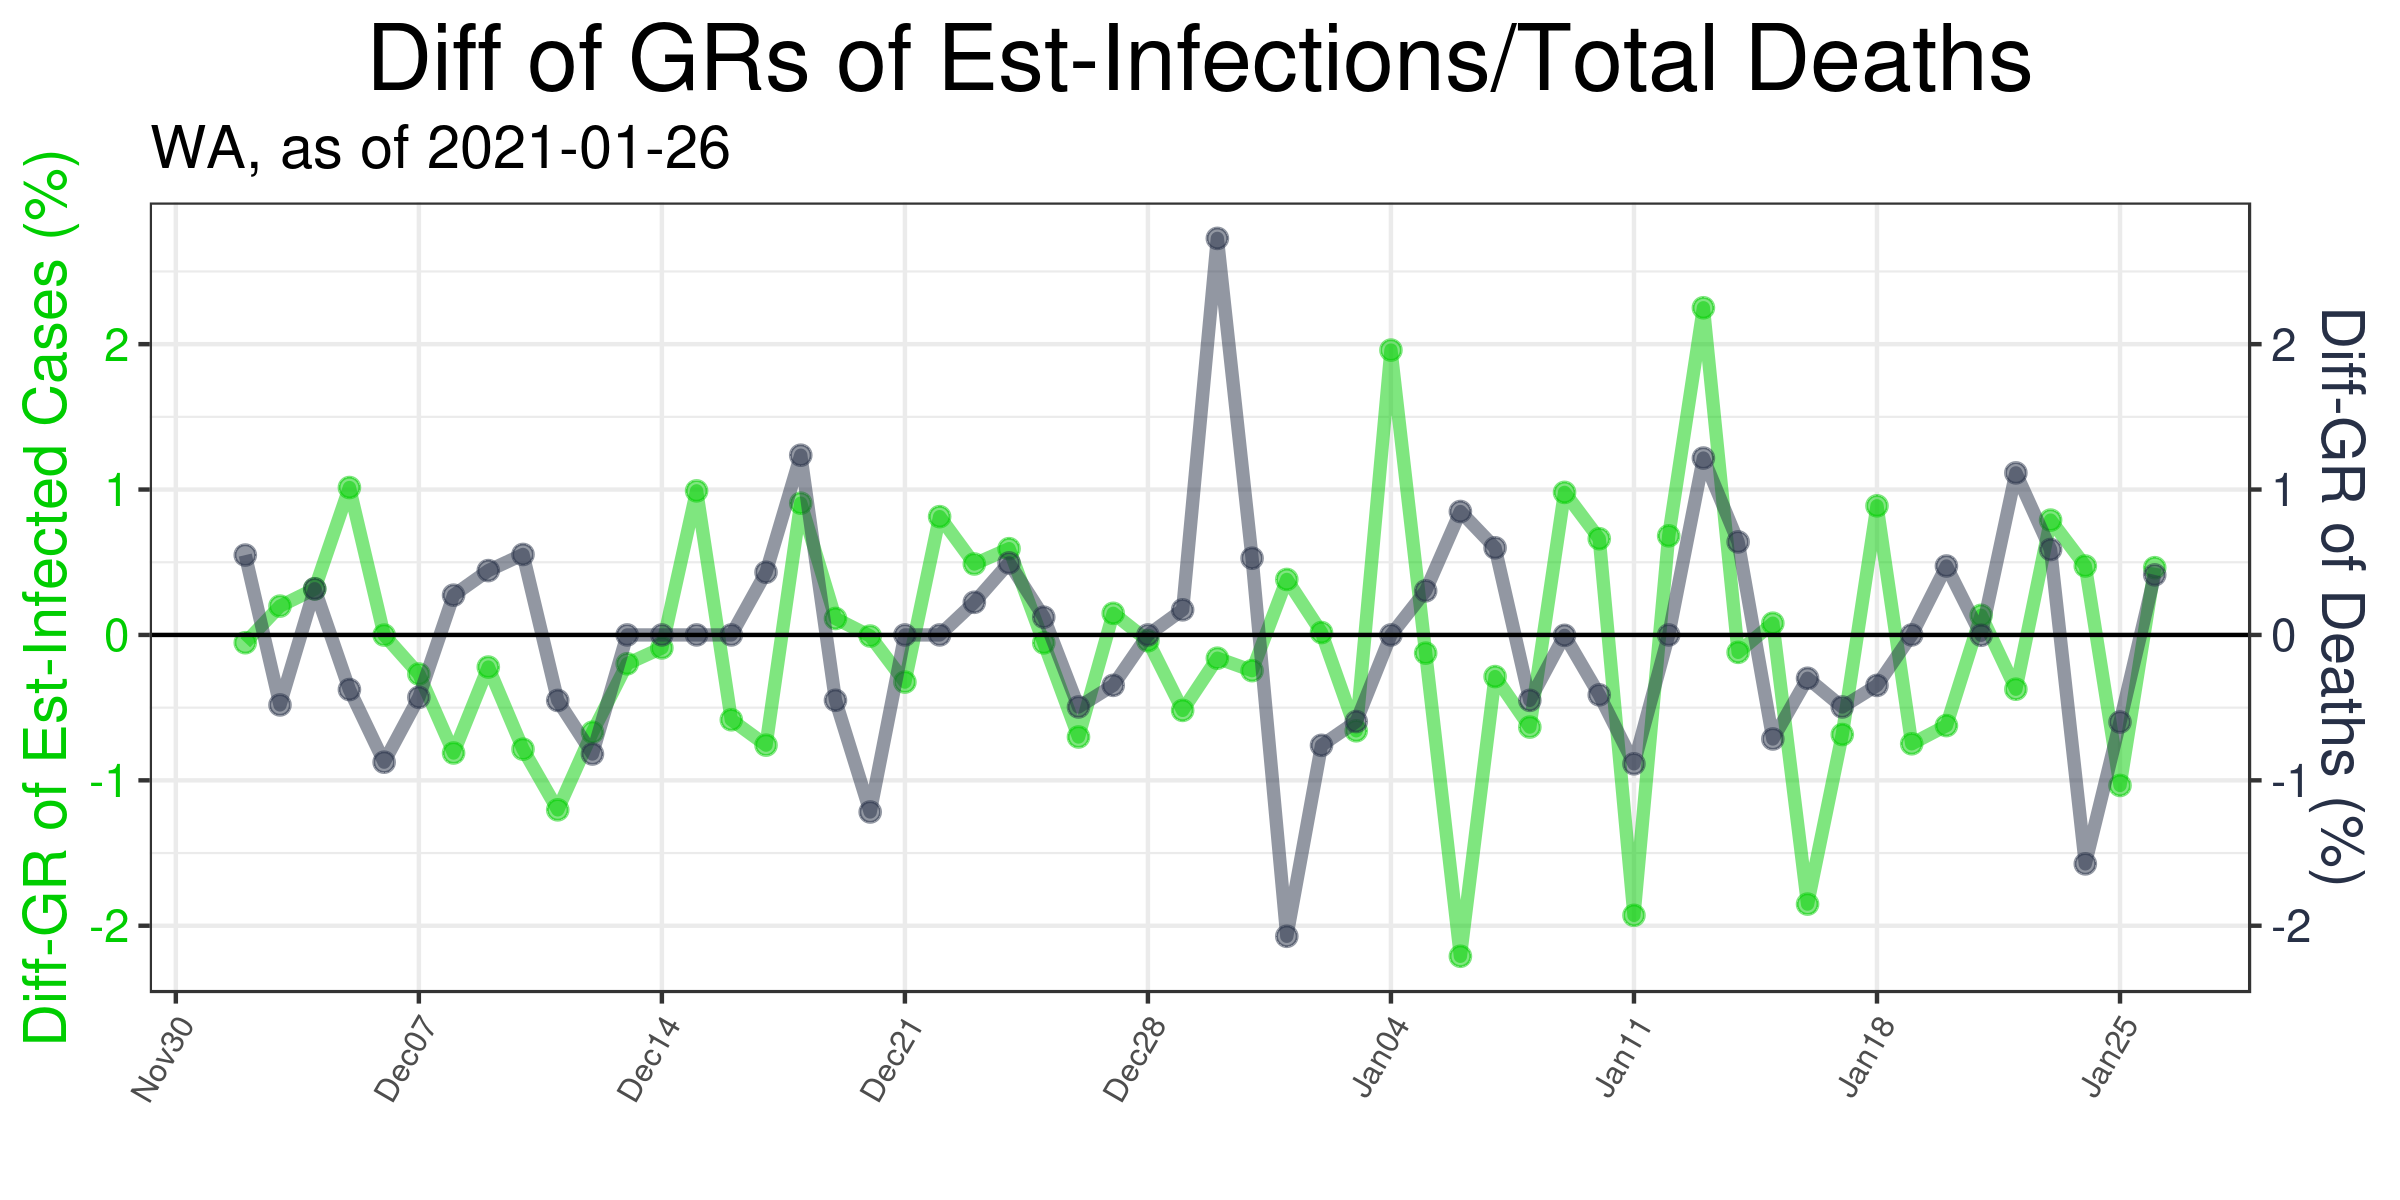 Diff of GRs of Est-Infections/Total Deaths
WA, as of 2021-01-26
Diff-GR of Est-Infected Cases (%)
2
1
0
-1
-2
2
1
0
-1
-2
Diff-GR of Deaths (%)
Nov30
Dec07
Dec14
Dec21
Dec28
Jan04
Jan11
Jan18
Jan25